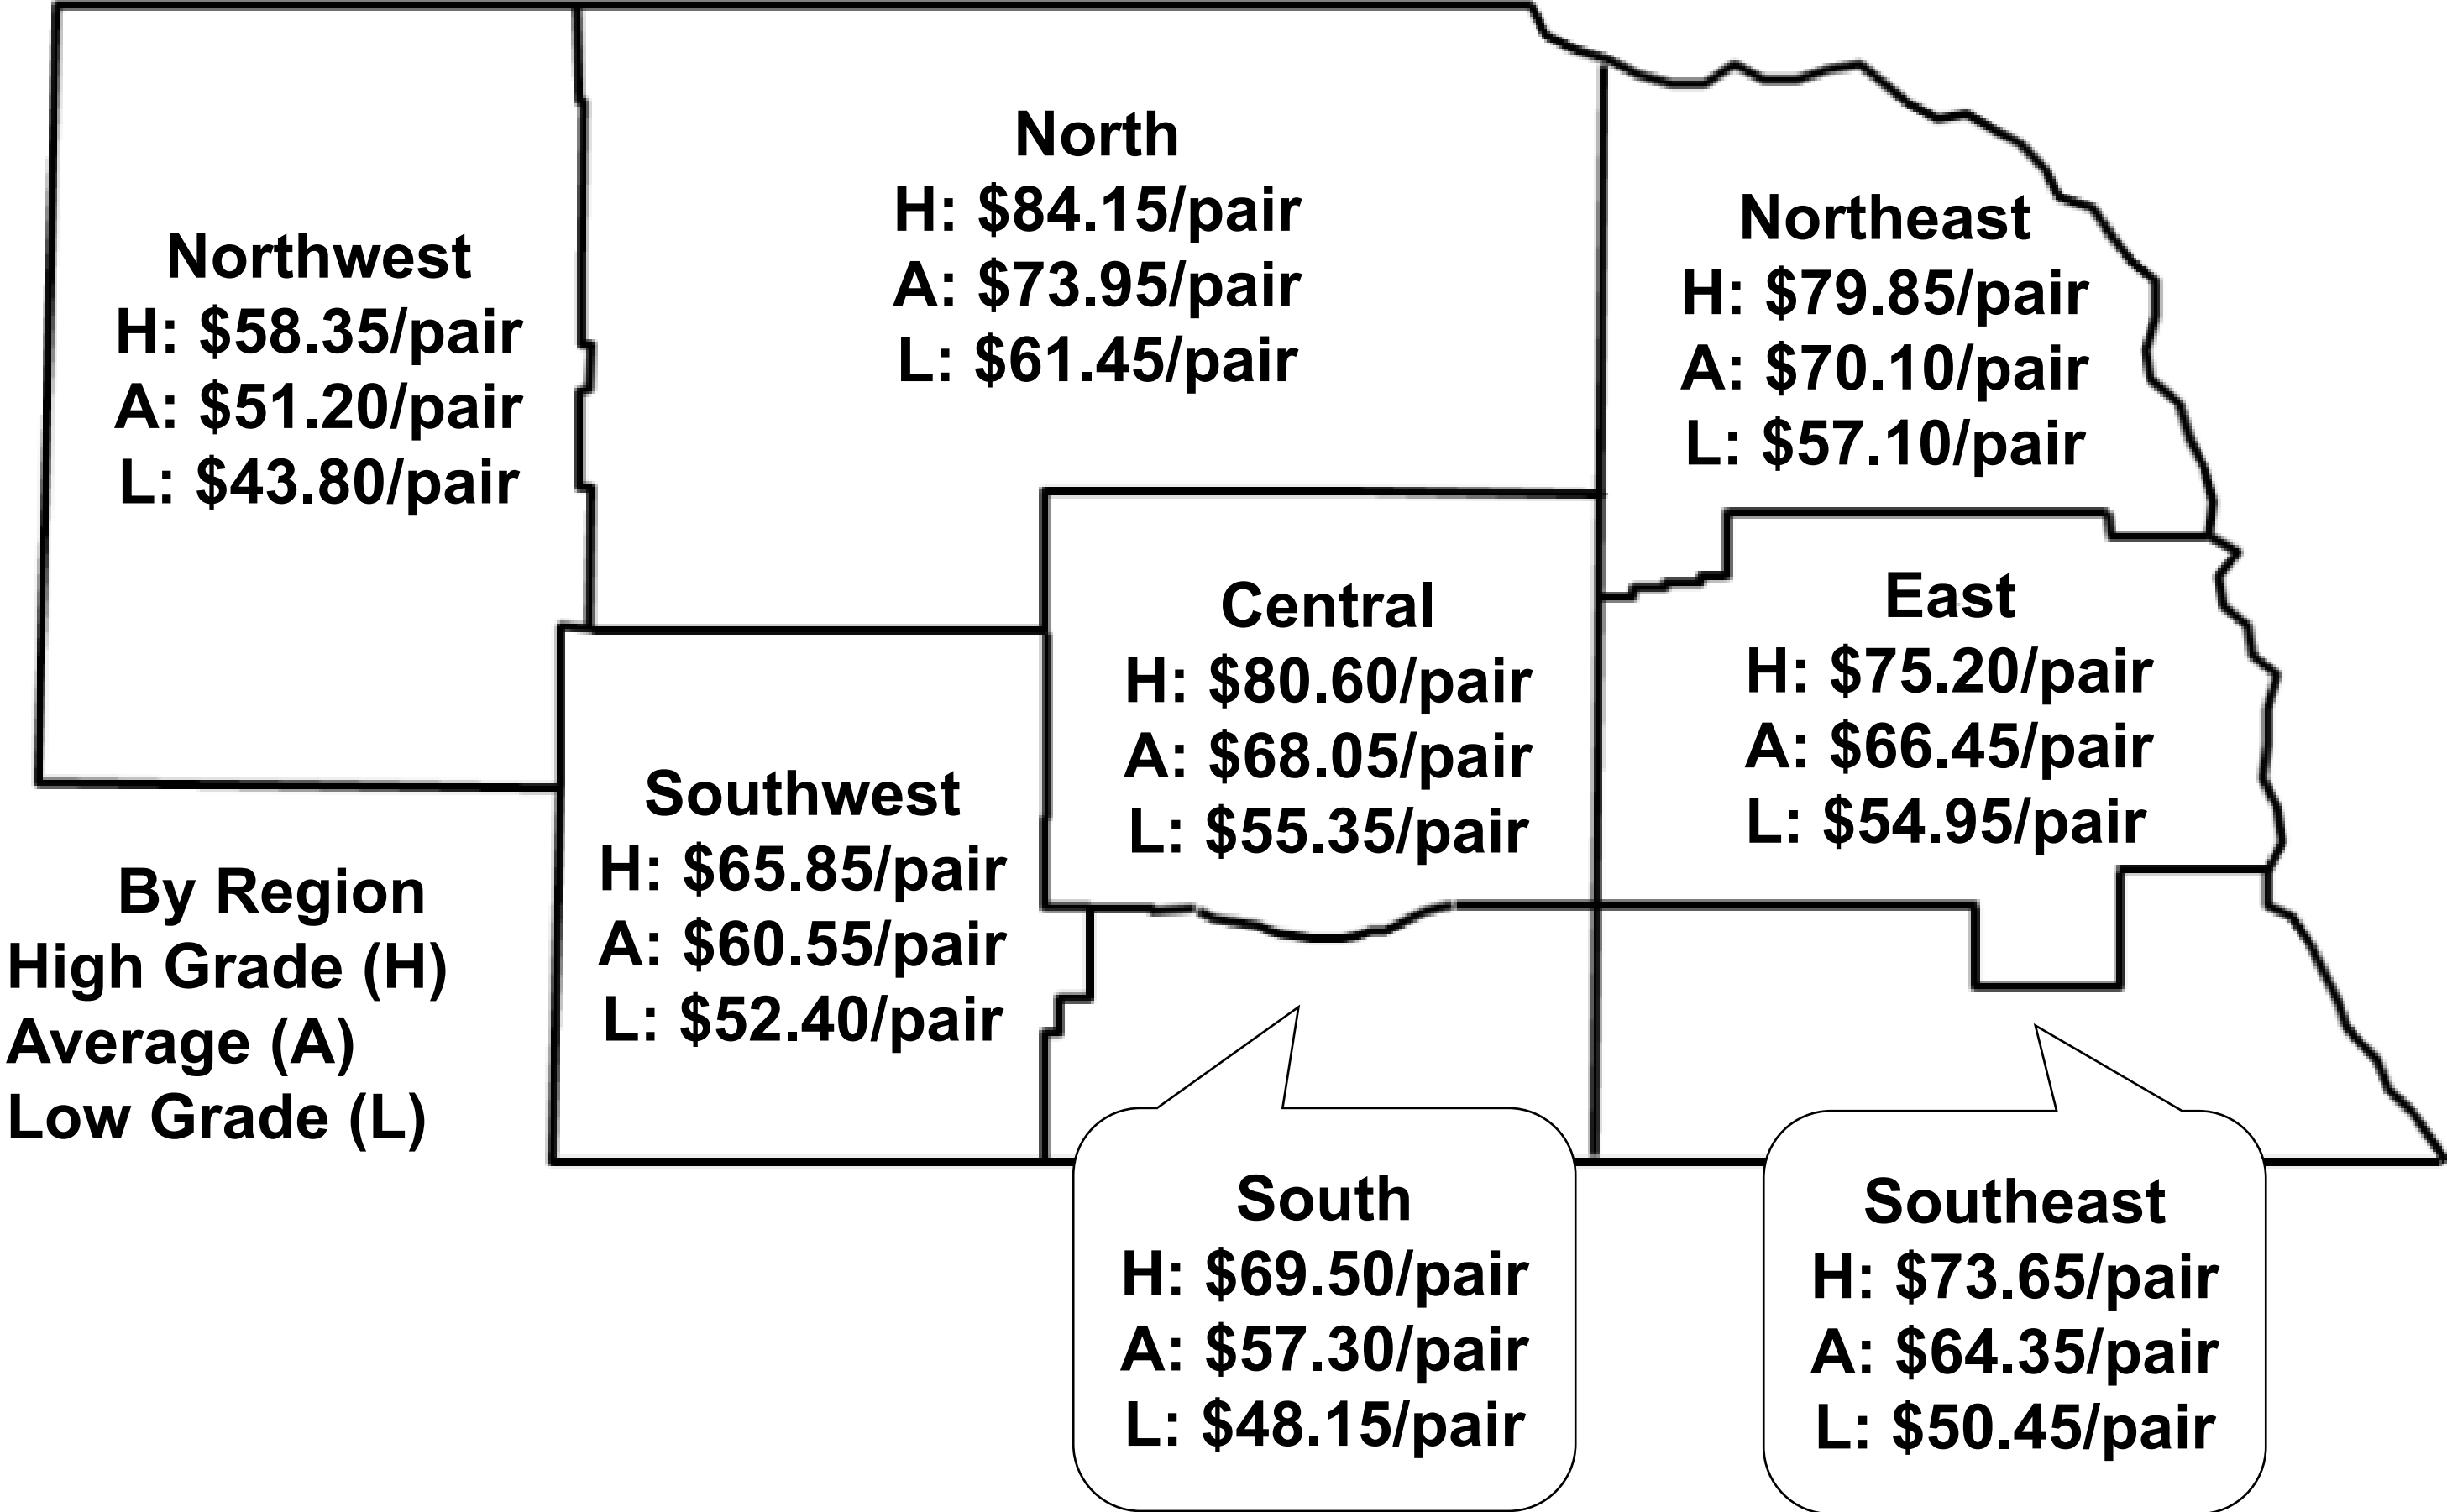 North
H: $84.15/pair
A: $73.95/pair
L: $61.45/pair
Northwest
H: $58.35/pair
A: $51.20/pair
L: $43.80/pair
Northeast
H: $79.85/pair
A: $70.10/pair
L: $57.10/pair
Central
H: $80.60/pair
A: $68.05/pair
L: $55.35/pair
East
H: $75.20/pair
A: $66.45/pair
L: $54.95/pair
Southwest
H: $65.85/pair
A: $60.55/pair
L: $52.40/pair
By Region
High Grade (H)
Average (A)
Low Grade (L)
South
H: $69.50/pair
A: $57.30/pair
L: $48.15/pair
Southeast
H: $73.65/pair
A: $64.35/pair
L: $50.45/pair